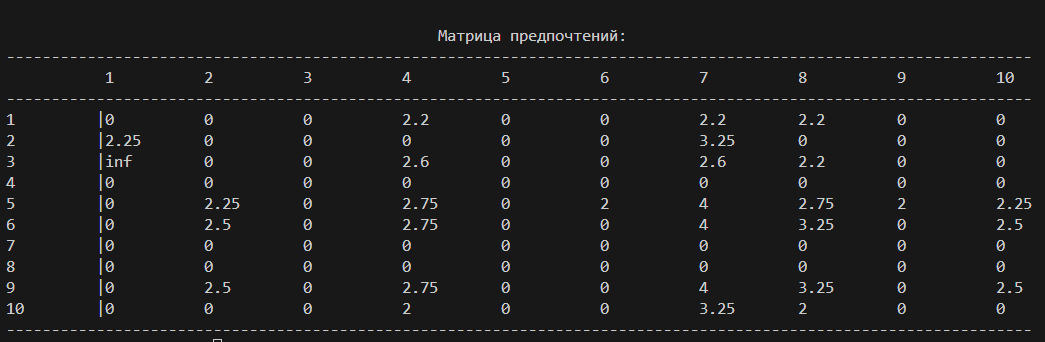 Матрица предпочтений:
--------------------------------------------------------------------------------------------------------------
1 2 3 4 5 6 7 8 9 10
--------------------------------------------------------------------------------------------------------------
1 |0 0 0 2.2 0 0 2.2 2.2 0 0
2 |2.25 0 0 0 0 0 3.25 0 0 0
3 |inf 0 0 2.6 0 0 2.6 2.2 0 0
4 |0 0 0 0 0 0 0 0 0 0
5 |0 2.25 0 2.75 0 2 4 2.75 2 2.25
6 |0 2.5 0 2.75 0 0 4 3.25 0 2.5
7 |0 0 0 0 0 0 0 0 0 0
8 |0 0 0 0 0 0 0 0 0 0
9 |0 2.5 0 2.75 0 0 4 3.25 0 2.5
10 |0 0 0 2 0 0 3.25 2 0 0
--------------------------------------------------------------------------------------------------------------